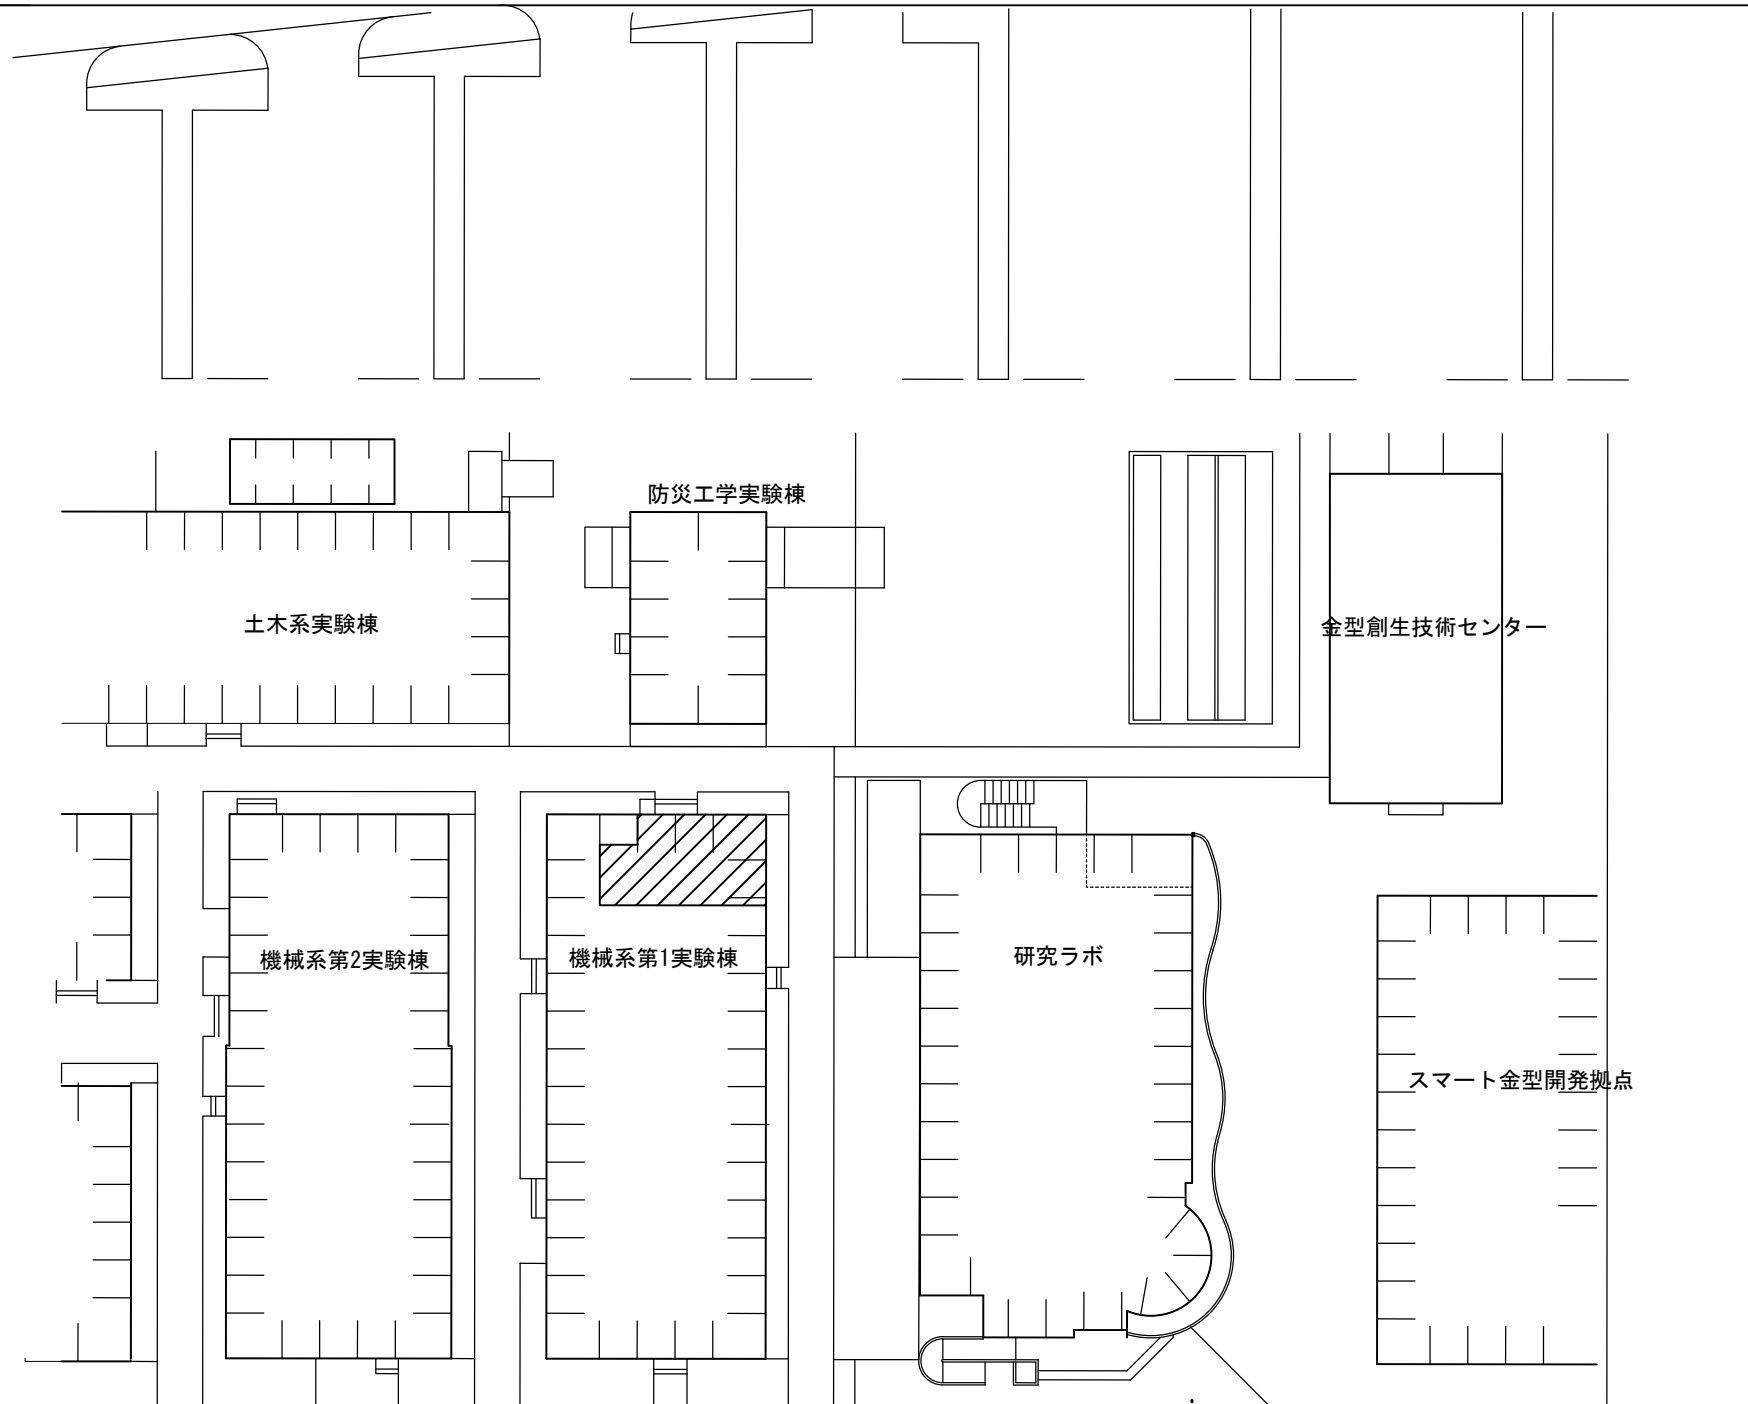 防災工学実験棟
土木系実験棟
金型創生技術センター
機械系第2実験棟
機械系第1実験棟
研究ラボ
スマート金型開発拠点